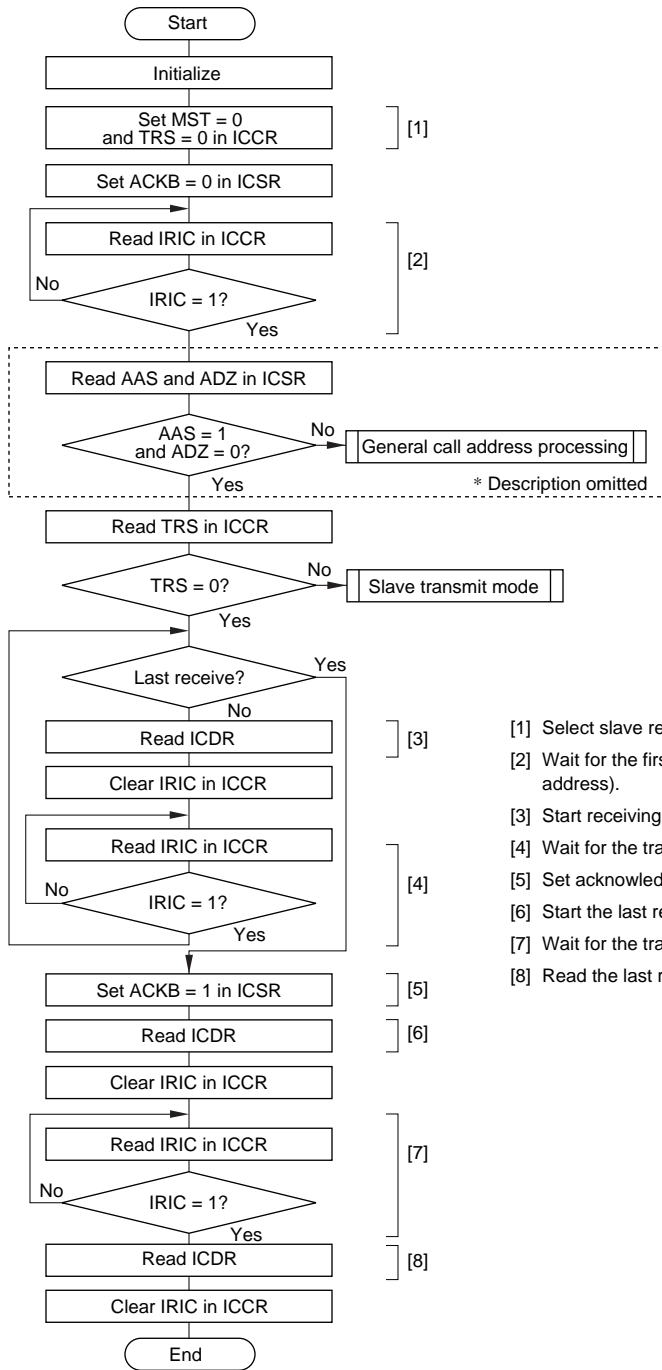 Start
Initialize
Set MST = 0
and TRS = 0 in ICCR
[1]
Set ACKB = 0 in ICSR
Read IRIC in ICCR
[2]
No
IRIC = 1?
Yes
Read AAS and ADZ in ICSR
AAS = 1
and ADZ = 0?
No
General call address processing
Yes
* Description omitted
Read TRS in ICCR
TRS = 0?
No
Slave transmit mode
Yes
Last receive?
Yes
No
Read ICDR
[3]
Clear IRIC in ICCR
Read IRIC in ICCR
[4]
No
IRIC = 1?
Yes
Set ACKB = 1 in ICSR
[5]
Read ICDR
[6]
Clear IRIC in ICCR
Read IRIC in ICCR
[7]
No
IRIC = 1?
Yes
Read ICDR
[8]
Clear IRIC in ICCR
End
[1] Select slave
[2] Wait for the
address).
[3] Start receiving
[4] Wait for the
[5] Set
[6] Start the last
[7] Wait for the
[8] Read the last